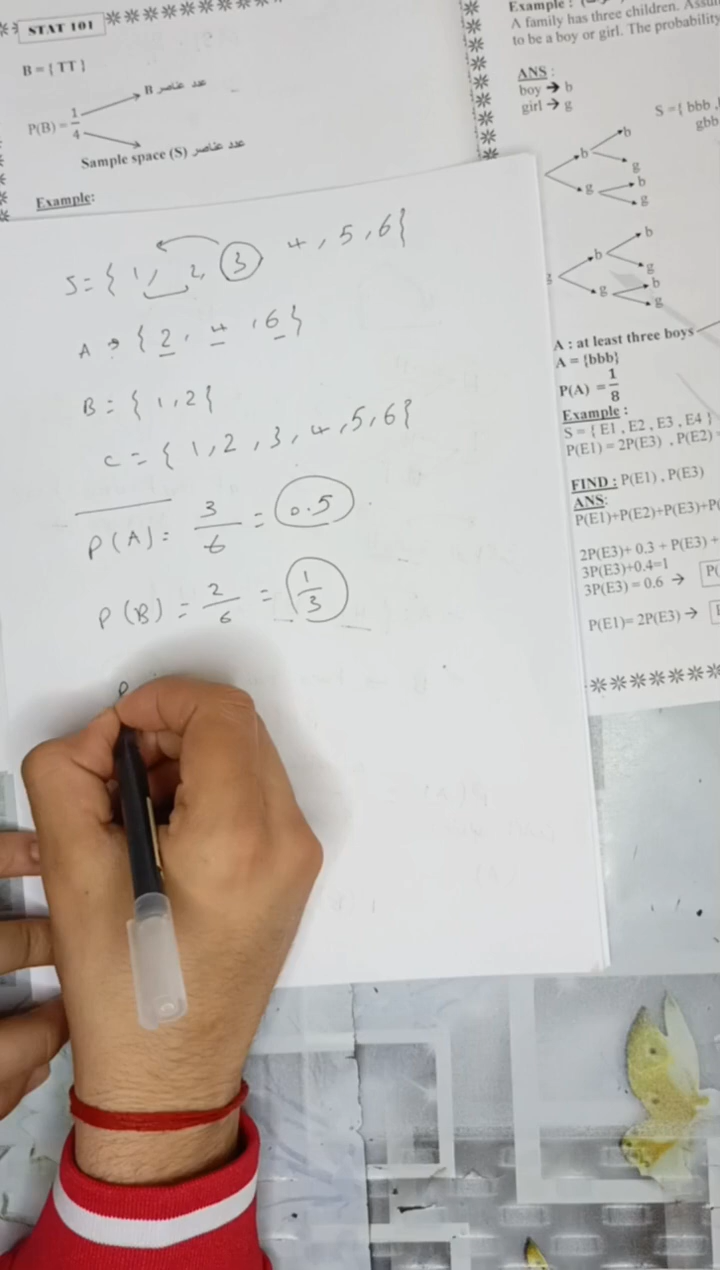 STAT 101
B = { TT }
P(B) = 1/4
B عدد عناصر
Sample space (S) عدد عناصر
Example:
S = { 1, 2, 3 4, 5, 6 }
A = { 2, 4, 6 }
B = { 1, 2 }
C = { 1, 2, 3, 4, 5, 6 }
P(A) = 3/6 = 0.5
P(B) = 2/6 = 1/3
P
Example :
A family has three children.
to be a boy or girl. The probability
ANS :
boy → b
girl → g
S = { bbb ,
gbb
b
b
g
g
b
g
b
b
g
g
b
g
A : at least three boys
A = {bbb}
P(A) = 1/8
Example :
S = { E1 , E2 , E3 , E4 }
P(E1) = 2P(E3) , P(E2)
FIND : P(E1) , P(E3)
ANS:
P(E1)+P(E2)+P(E3)+
2P(E3)+ 0.3 + P(E3) +
3P(E3)+0.4=1
3P(E3) = 0.6 →
P(E1)= 2P(E3) →